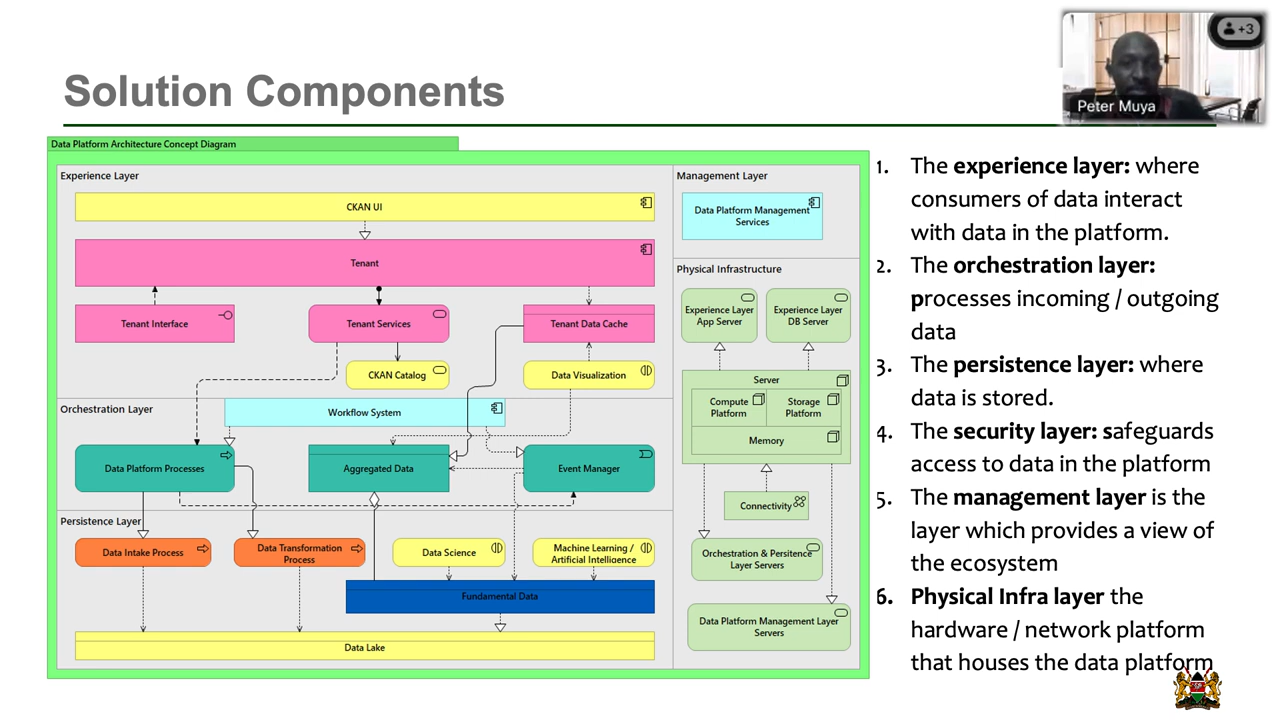 +3
Peter Muya
Solution Components
Data Platform Architecture Concept Diagram
Experience Layer
CKAN UI
Tenant
Tenant Interface
Tenant Services
Tenant Data Cache
CKAN Catalog
Data Visualization
Orchestration Layer
Workflow System
Data Platform Processes
Aggregated Data
Event Manager
Persistence Layer
Data Intake Process
Data Transformation
Process
Data Science
Machine Learning /
Artificial Intelligence
Fundamental Data
Data Lake
Management Layer
Data Platform Management
Services
Physical Infrastructure
Experience Layer
App Server
Experience Layer
DB Server
Server
Compute
Platform
Storage
Platform
Memory
Connectivity
Orchestration & Persitence
Layer Servers
Data Platform Management Layer
Servers
1. The experience layer: where
consumers of data interact
with data in the platform.
2. The orchestration layer:
processes incoming / outgoing
data
3. The persistence layer: where
data is stored.
4. The security layer: safeguards
access to data in the platform
5. The management layer is the
layer which provides a view of
the ecosystem
6. Physical Infra layer the
hardware / network platform
that houses the data platform